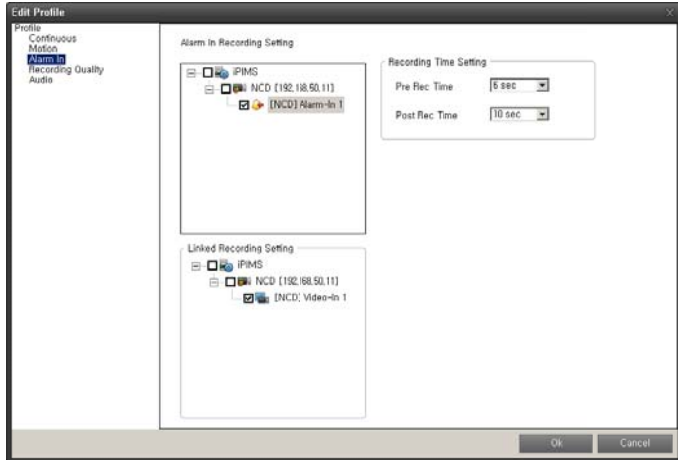 Edit Profile
Profile
Continuous
Motion
Alarm In
Recording Quality
Audio
Alarm In Recording Setting
iPIMS
NCD [192.168.50.11]
[NCD] Alarm-In 1
Recording Time Setting
Pre Rec Time
5 sec
Post Rec Time
10 sec
Linked Recording Setting
iPIMS
NCD [192.168.50.11]
[NCD] Video-In 1
Ok
Cancel